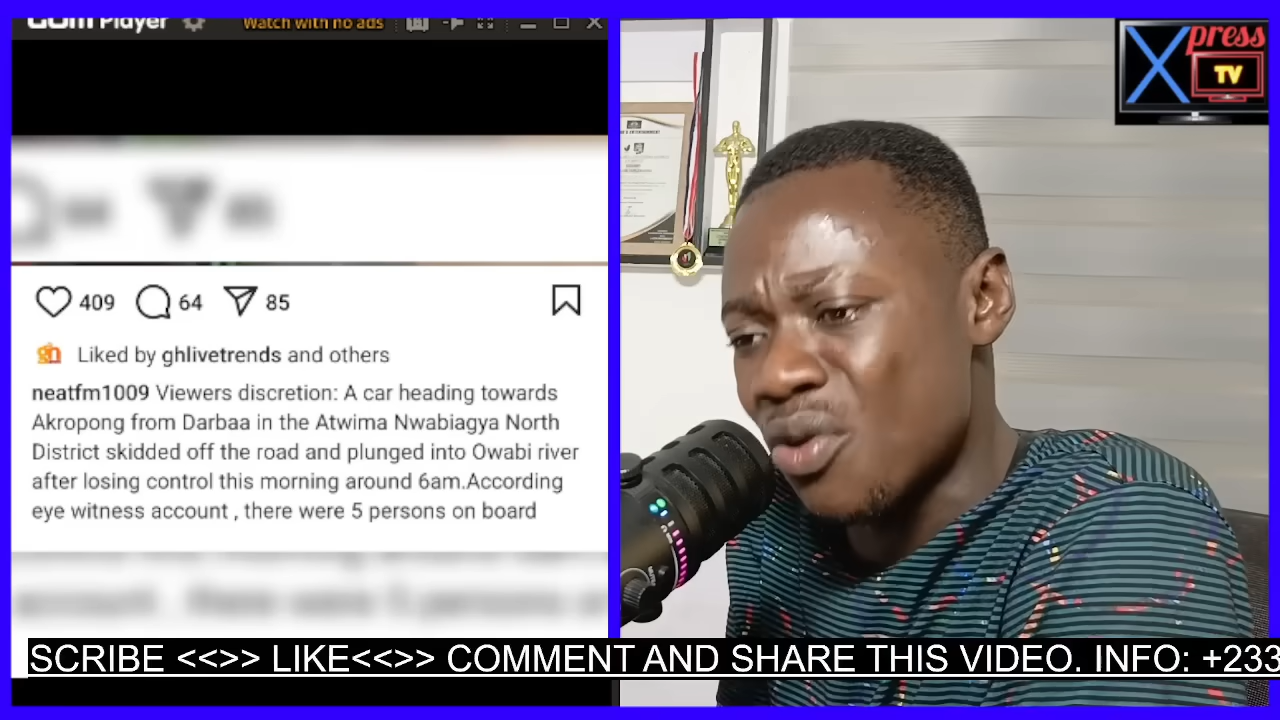 GOM Player
Watch with no ads
Xpress
TV
409 64 85
Liked by ghlivetrends and others
neatfm1009 Viewers discretion: A car heading towards
Akropong from Darbaa in the Atwima Nwabiagya North
District skidded off the road and plunged into Owabi river
after losing control this morning around 6am.According
eye witness account , there were 5 persons on board
SCRIBE <<>> LIKE<<>> COMMENT AND SHARE THIS VIDEO. INFO: +233